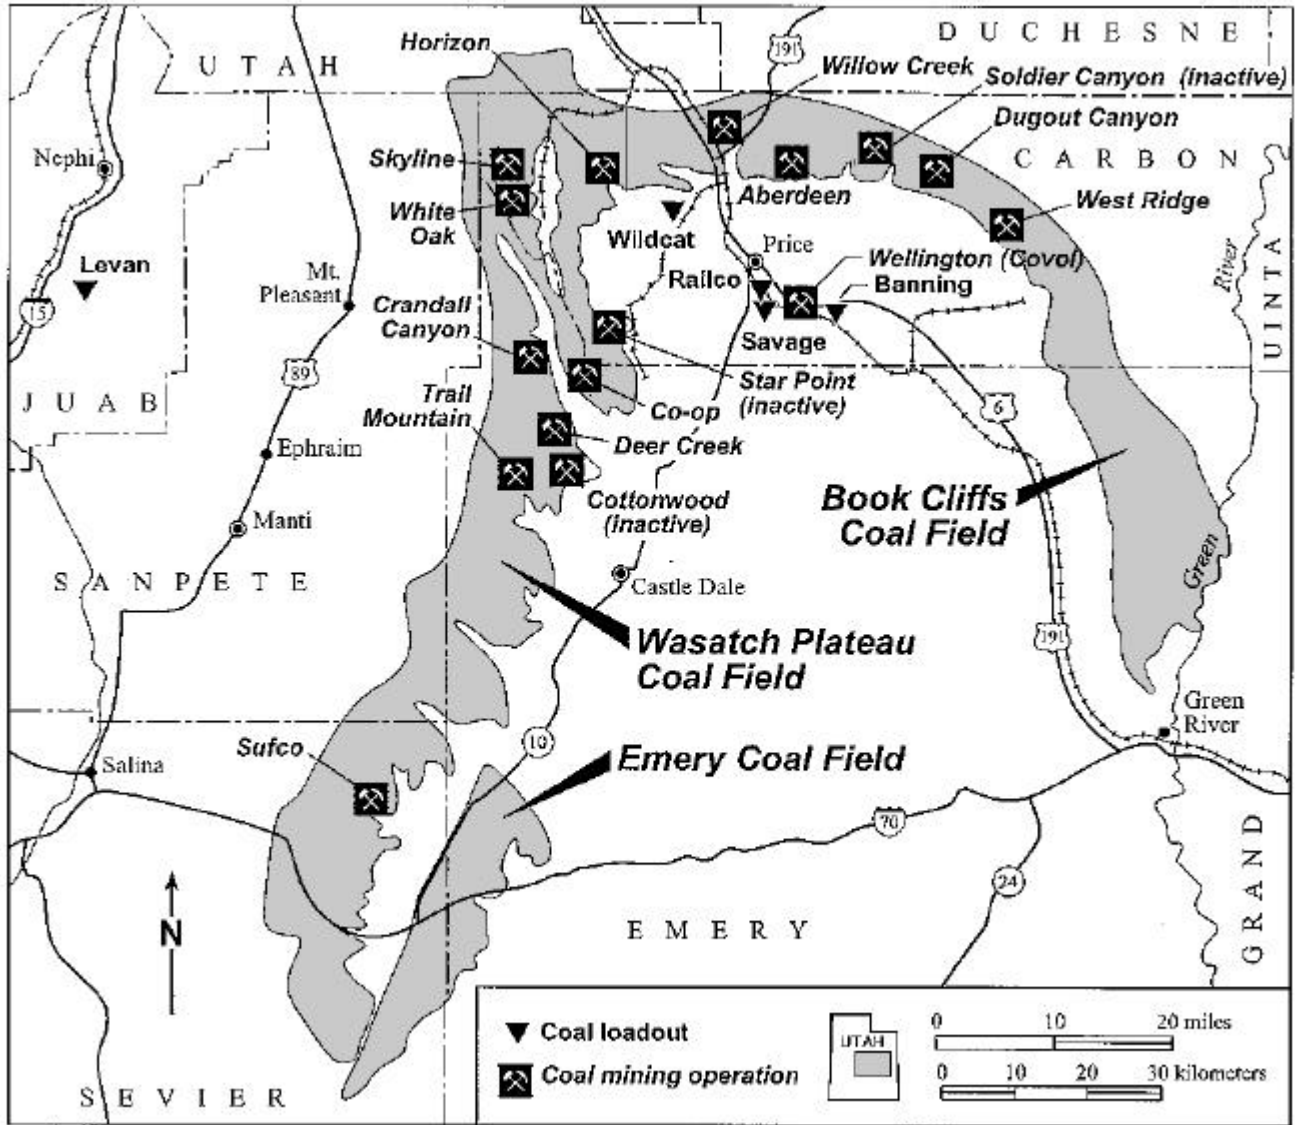 DUCHESNE
191
Horizon
UTAH
Willow Creek
Soldier Canyon (inactive)
Dugout Canyon
Nephi
Skyline
CARBON
Aberdeen
White
Oak
West Ridge
Wildcat
Price
Levan
Mt.
Pleasant
Railco
Wellington (Covol)
Banning
River
UINTA
15
Crandall
Canyon
Savage
89
Star Point
(inactive)
JUAB
Trail
Mountain
Co-op
6
Deer Creek
Ephraim
Cottonwood
(inactive)
Book Cliffs
Coal Field
Manti
Green
SANPETE
Castle Dale
Wasatch Plateau
Coal Field
191
Green
River
Sufco
10
Emery Coal Field
Salina
70
GRAND
24
N
EMERY
Coal loadout
UTAH
0 10 20 miles
Coal mining operation
0 10 20 30 kilometers
SEVIER